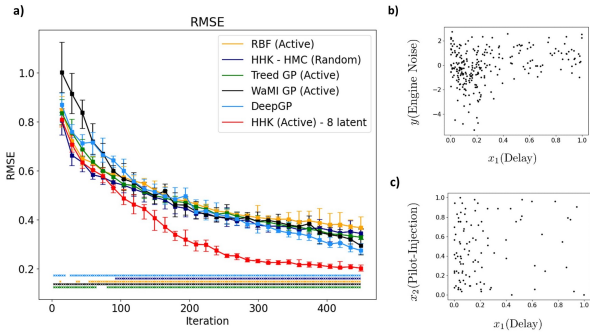 a)
RMSE
RBF (Active)
HHK - HMC (Random)
Treed GP (Active)
WaMI GP (Active)
DeepGP
HHK (Active) - 8 latent
RMSE
1.0
0.8
0.6
0.4
0.2
0
100
200
300
400
Iteration
b)
y(Engine Noise)
2
0
−2
−4
0.0 0.2 0.4 0.6 0.8 1.0
x₁(Delay)
c)
x₂(Pilot-Injection)
1.0
0.8
0.6
0.4
0.2
0.0
0.0 0.2 0.4 0.6 0.8 1.0
x₁(Delay)